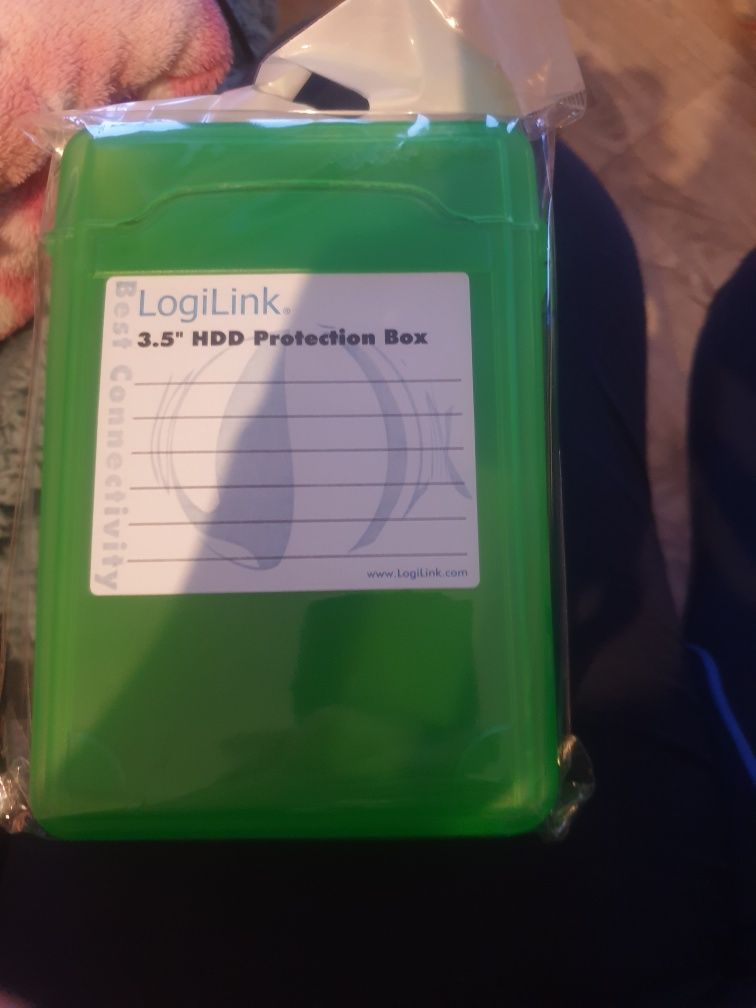 LogiLink®
3.5" HDD Protection Box
Best Connectivity
www.LogiLink.com